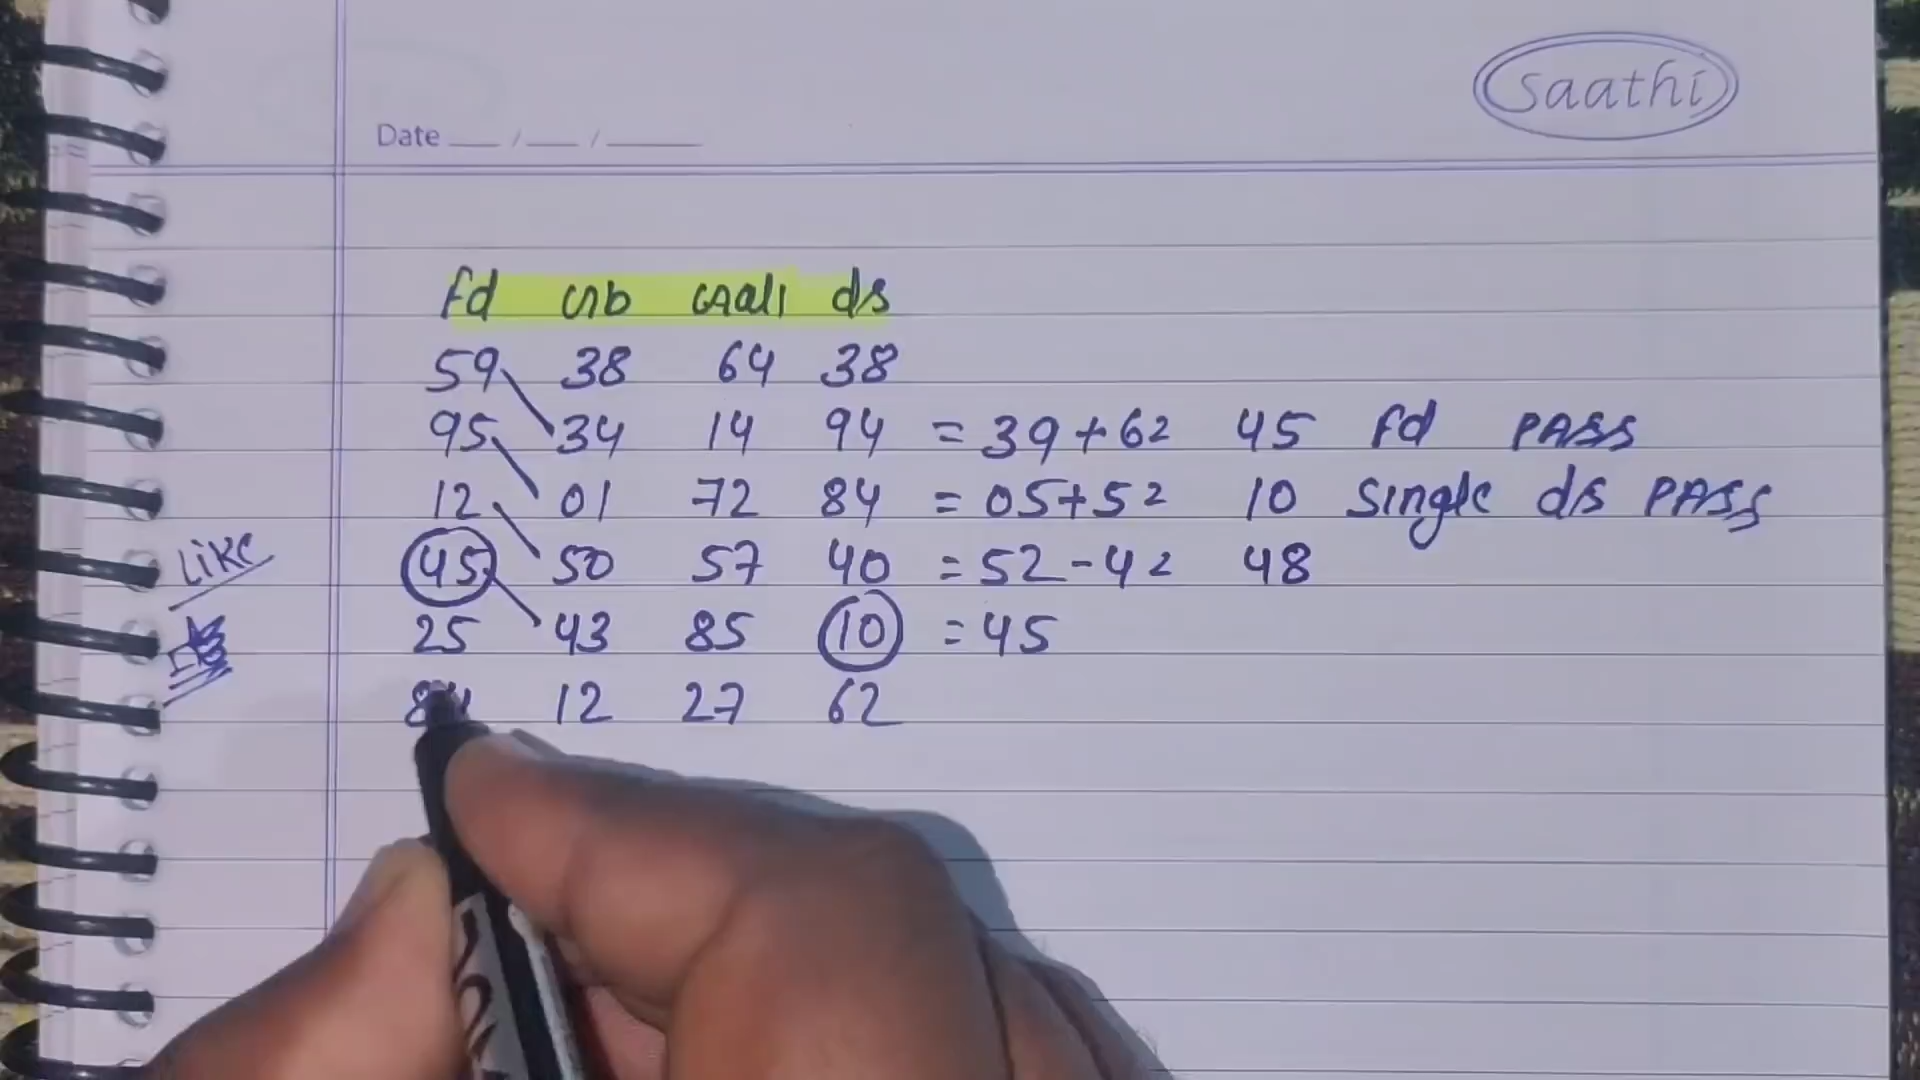 Saathi
Date __ / __ / ____
fd GB GALI ds
59 38 64 38
95 34 14 94 = 39+62 45 fd PASS
12 01 72 84 = 05+52 10 Single ds PASS
45 50 57 40 = 52-42 48
Like
25 43 85 10 = 45
12 27 62